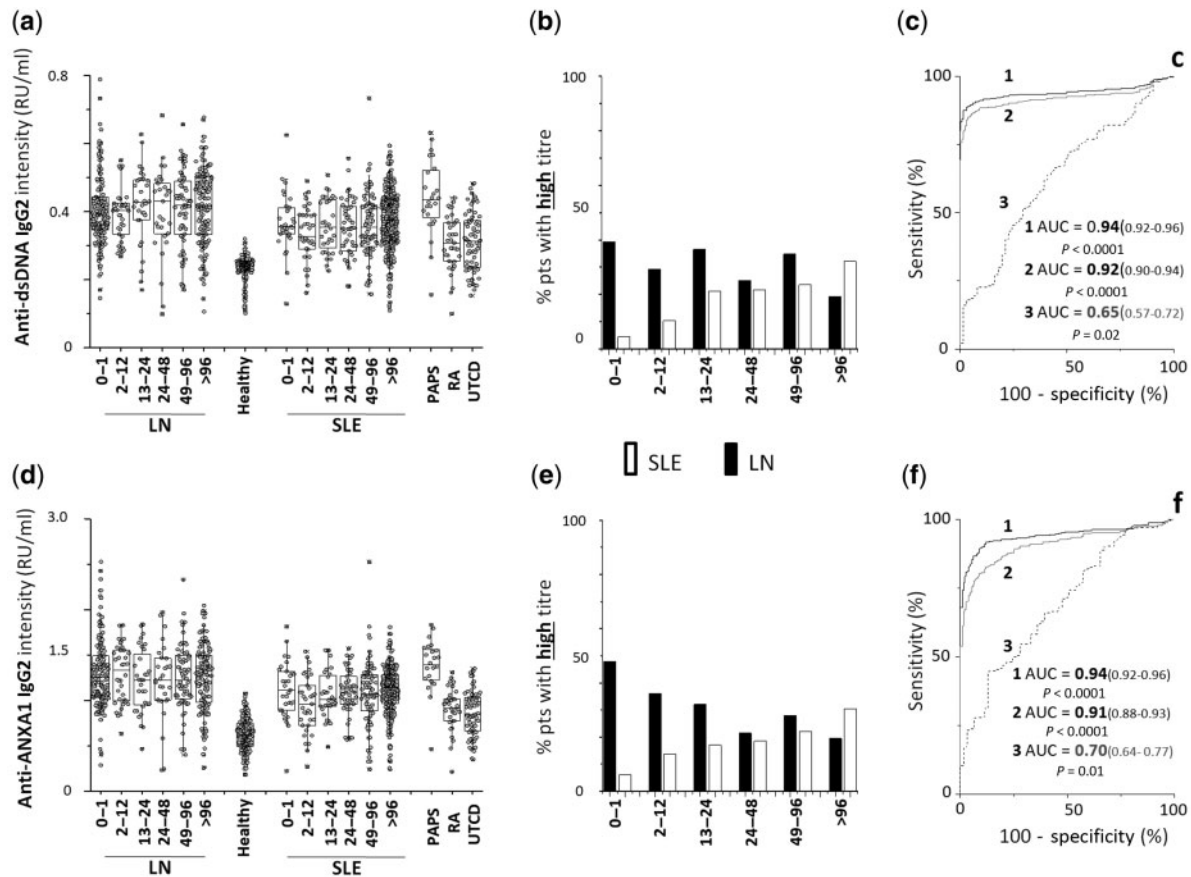 (a)
Anti-dsDNA IgG2 intensity (RU/ml)
0.8
0.4
0
0–1
2–12
13–24
24–48
49–96
>96
LN
Healthy
0–1
2–12
13–24
24–48
49–96
>96
SLE
PAPS
RA
UTCD
(b)
% pts with high titre
100
50
0
0–1
2–12
13–24
24–48
49–96
>96
(c)
c
Sensitivity (%)
100
50
0
1
2
3
1 AUC = 0.94(0.92-0.96)
P < 0.0001
2 AUC = 0.92(0.90-0.94)
P < 0.0001
3 AUC = 0.65(0.57-0.72)
P = 0.02
0
50
100
100 - specificity (%)
SLE
LN
(d)
Anti-ANXA1 IgG2 intensity (RU/ml)
3.0
1.5
0
0–1
2–12
13–24
24–48
49–96
>96
LN
Healthy
0–1
2–12
13–24
24–48
49–96
>96
SLE
PAPS
RA
UTCD
(e)
% pts with high titre
100
50
0
0–1
2–12
13–24
24–48
49–96
>96
(f)
f
Sensitivity (%)
100
50
0
1
2
3
1 AUC = 0.94(0.92-0.96)
P < 0.0001
2 AUC = 0.91(0.88-0.93)
P < 0.0001
3 AUC = 0.70(0.64- 0.77)
P = 0.01
0
50
100
100 - specificity (%)